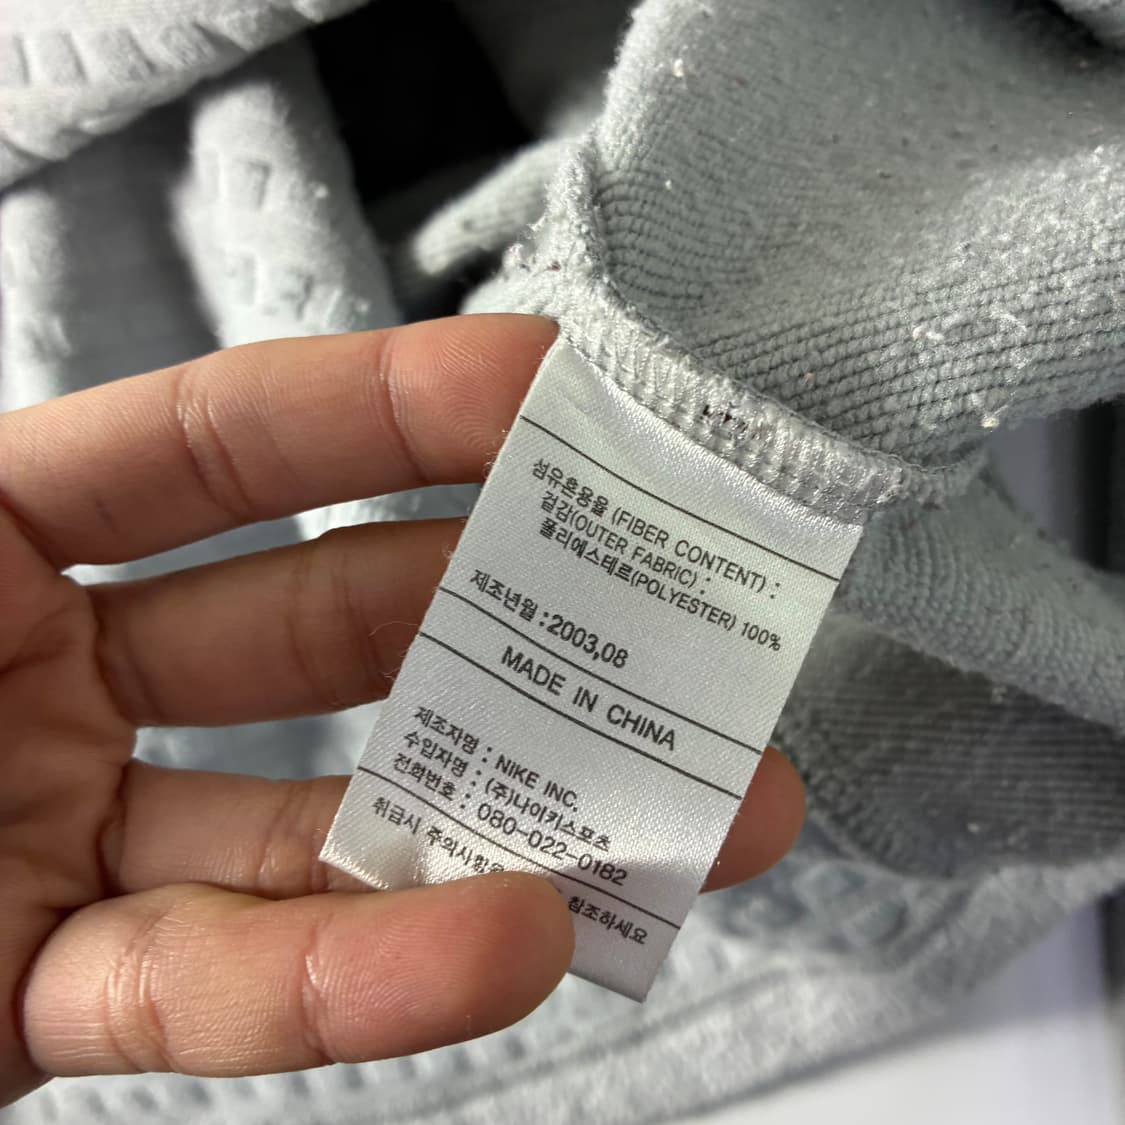 섬유혼용율 (FIBER CONTENT) :
겉감(OUTER FABRIC) :
폴리에스테르(POLYESTER) 100%
제조년월 : 2003,08
MADE IN CHINA
제조자명 : NIKE INC.
수입자명 : (주)나이키스포츠
전화번호 : 080-022-0182
취급시 참조하세요